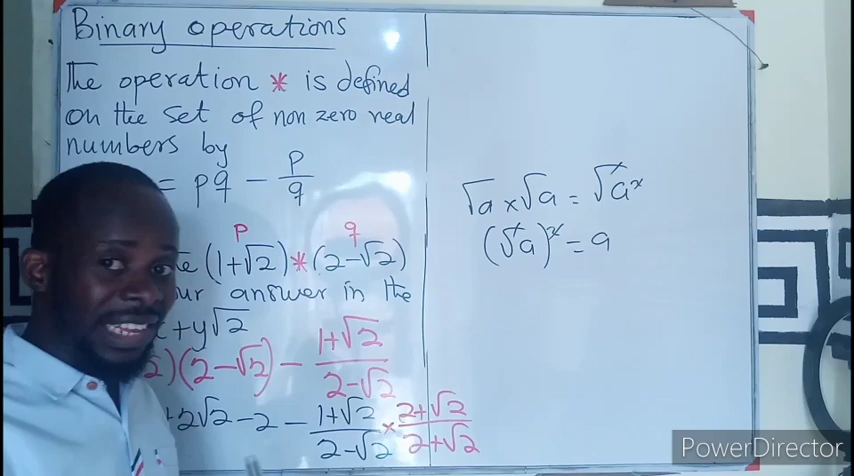 Binary operations
The operation * is defined
on the set of non zero real
numbers by
= pq - p/q
p q
(1+√2) * (2-√2)
answer in the
+y√2
)(2-√2) - (1+√2)/(2-√2)
+2√2-2 - (1+√2)/(2-√2) × (2+√2)/(2+√2)
√a × √a = √a²
(√a)² = a
PowerDirector